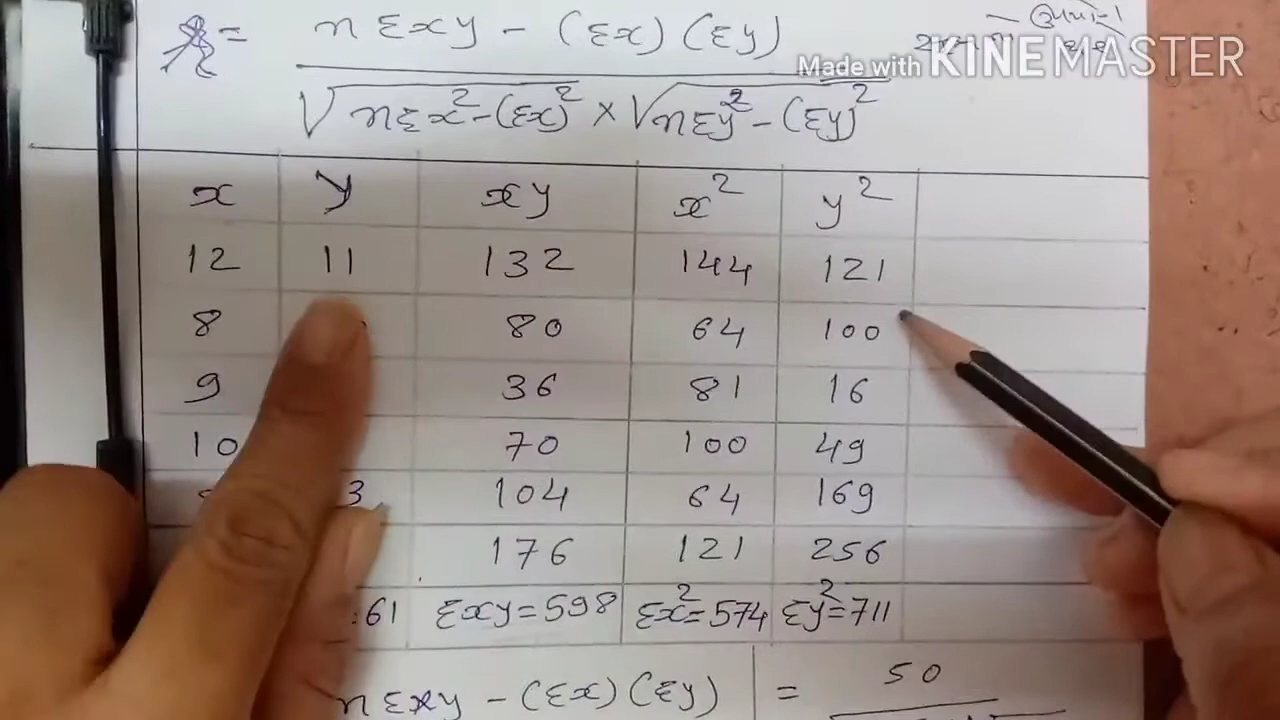 r = nΣxy - (Σx)(Σy)
√nΣx²-(Σx)² × √nΣy²-(Σy)²
Made with KINEMASTER
x y xy x² y²
12 11 132 144 121
8 80 64 100
9 36 81 16
10 70 100 49
3 104 64 169
176 121 256
61 Σxy=598 Σx²=574 Σy²=711
nΣxy - (Σx)(Σy) = 50